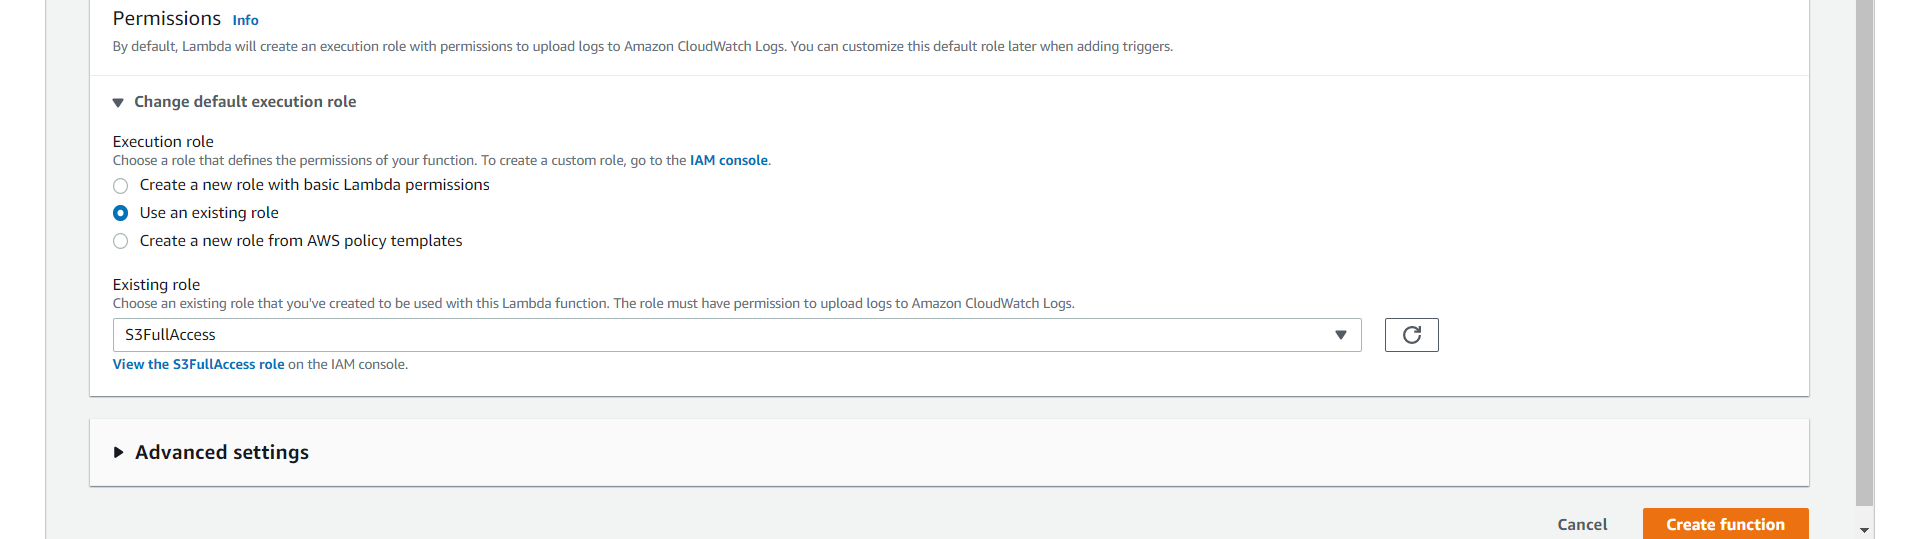 Permissions Info
By default, Lambda will create an execution role with permissions to upload logs to Amazon CloudWatch Logs. You can customize this default role later when adding triggers.
Change default execution role
Execution role
Choose a role that defines the permissions of your function. To create a custom role, go to the IAM console.
Create a new role with basic Lambda permissions
Use an existing role
Create a new role from AWS policy templates
Existing role
Choose an existing role that you've created to be used with this Lambda function. The role must have permission to upload logs to Amazon CloudWatch Logs.
S3FullAccess
View the S3FullAccess role on the IAM console.
Advanced settings
Cancel Create function